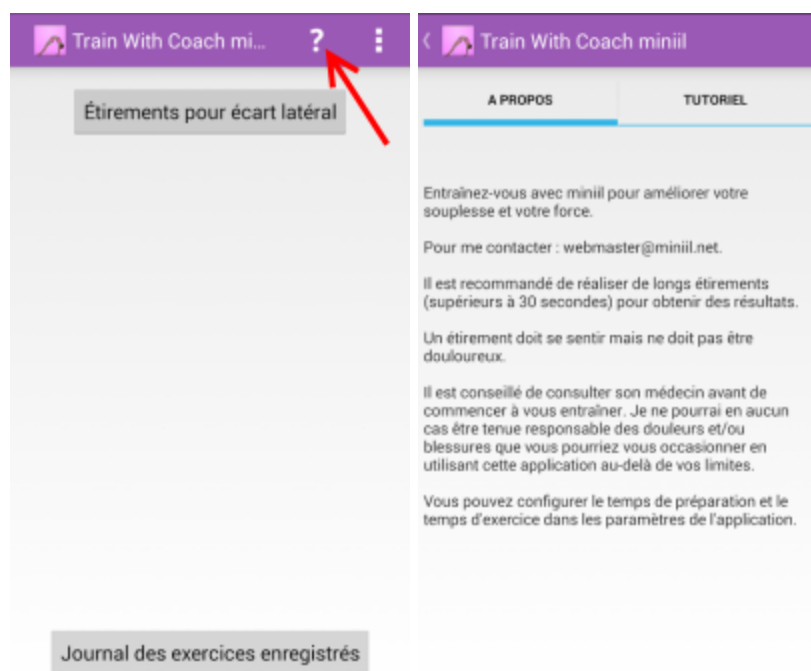 Train With Coach mi... ?
Étirements pour écart latéral
Journal des exercices enregistrés
Train With Coach miniil
A PROPOS
TUTORIEL
Entraînez-vous avec miniil pour améliorer votre
souplesse et votre force.
Pour me contacter : webmaster@miniil.net.
Il est recommandé de réaliser de longs étirements
(supérieurs à 30 secondes) pour obtenir des résultats.
Un étirement doit se sentir mais ne doit pas être
douloureux.
Il est conseillé de consulter son médecin avant de
commencer à vous entraîner. Je ne pourrai en aucun
cas être tenue responsable des douleurs et/ou
blessures que vous pourriez vous occasionner en
utilisant cette application au-delà de vos limites.
Vous pouvez configurer le temps de préparation et le
temps d'exercice dans les paramètres de l'application.